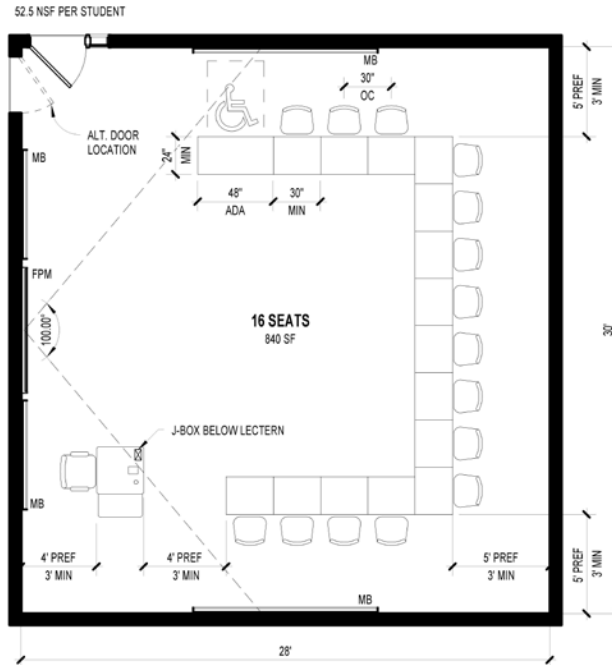 52.5 NSF PER STUDENT
MB
30"
OC
5' PREF
3' MIN
ALT. DOOR
LOCATION
MB
24"
MIN
48"
ADA
30"
MIN
FPM
100.00°
16 SEATS
840 SF
30'
J-BOX BELOW LECTERN
MB
4' PREF
3' MIN
4' PREF
3' MIN
5' PREF
3' MIN
5' PREF
3' MIN
MB
28'